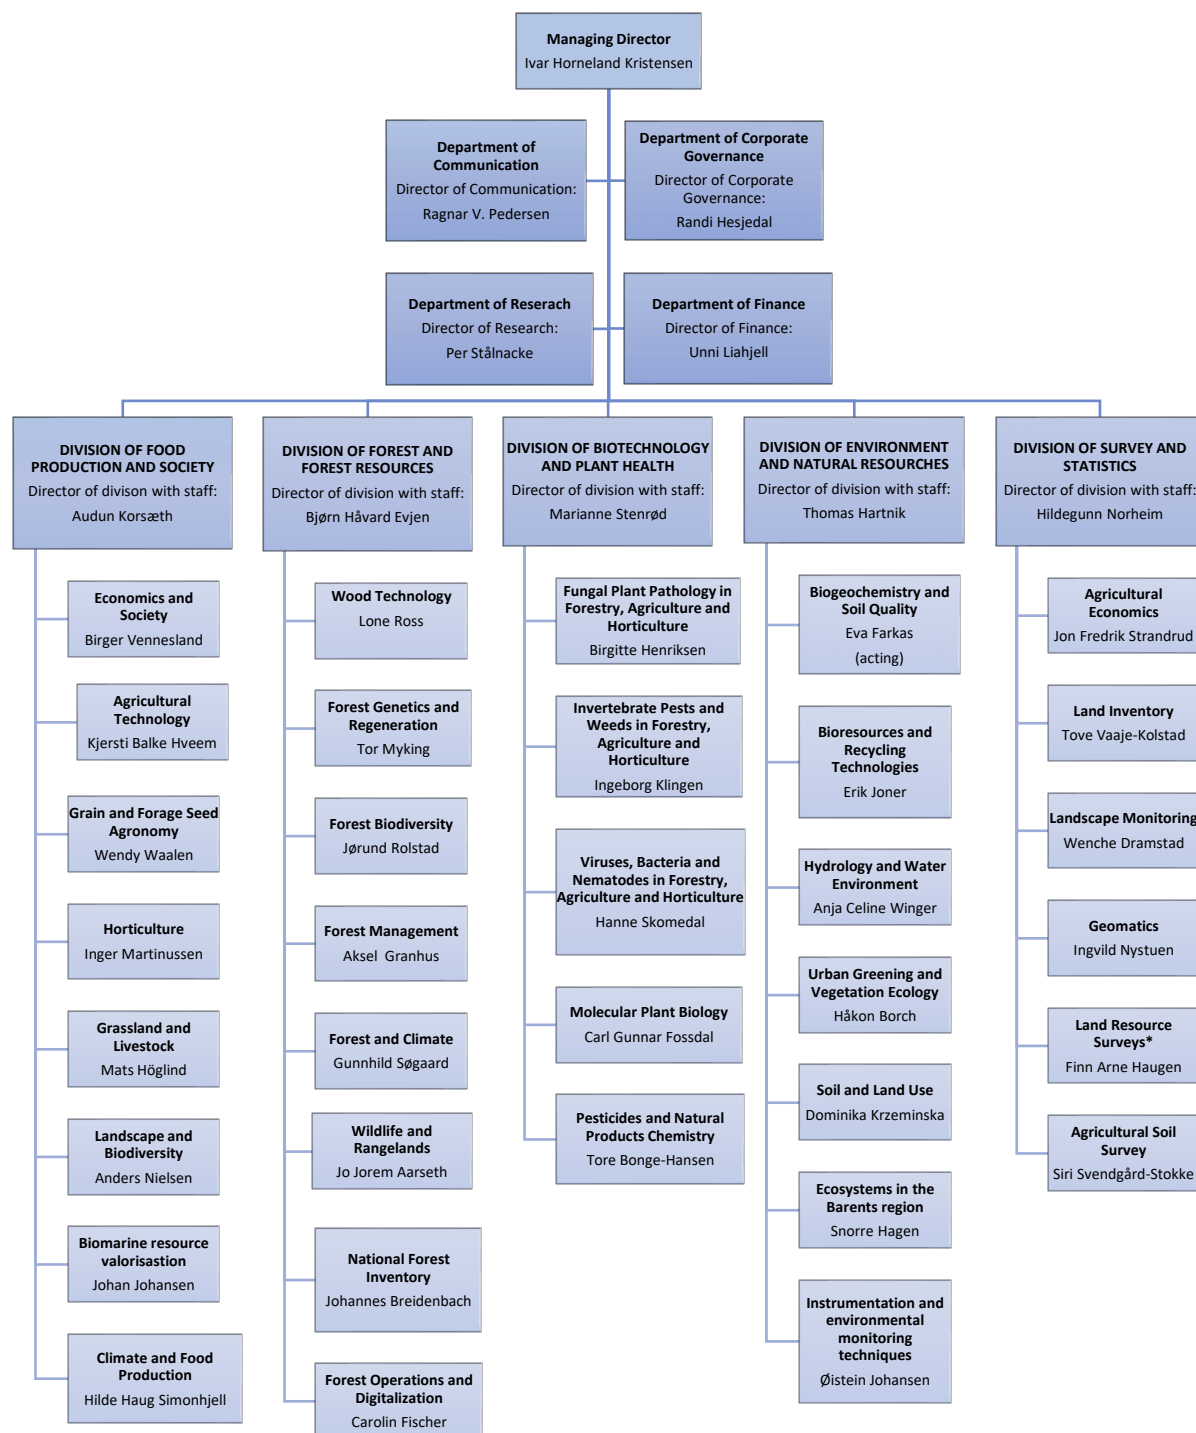 Managing Director
Ivar Horneland Kristensen
Department of
Communication
Director of Communication:
Ragnar V. Pedersen
Department of Corporate
Governance
Director of Corporate
Governance:
Randi Hesjedal
Department of Reserach
Director of Research:
Per Stålnacke
Department of Finance
Director of Finance:
Unni Liahjell
DIVISION OF FOOD
PRODUCTION AND SOCIETY
Director of divison with staff:
Audun Korsæth
Economics and
Society
Birger Vennesland
Agricultural
Technology
Kjersti Balke Hveem
Grain and Forage Seed
Agronomy
Wendy Waalen
Horticulture
Inger Martinussen
Grassland and
Livestock
Mats Höglind
Landscape and
Biodiversity
Anders Nielsen
Biomarine resource
valorisastion
Johan Johansen
Climate and Food
Production
Hilde Haug Simonhjell
DIVISION OF FOREST AND
FOREST RESOURCES
Director of division with staff:
Bjørn Håvard Evjen
Wood Technology
Lone Ross
Forest Genetics and
Regeneration
Tor Myking
Forest Biodiversity
Jørund Rolstad
Forest Management
Aksel  Granhus
Forest and Climate
Gunnhild Søgaard
Wildlife and
Rangelands
Jo Jorem Aarseth
National Forest
Inventory
Johannes Breidenbach
Forest Operations and
Digitalization
Carolin Fischer
DIVISION OF BIOTECHNOLOGY
AND PLANT HEALTH
Director of division with staff:
Marianne Stenrød
Fungal Plant Pathology in
Forestry, Agriculture and
Horticulture
Birgitte Henriksen
Invertebrate Pests and
Weeds in Forestry,
Agriculture and
Horticulture
Ingeborg Klingen
Viruses, Bacteria and
Nematodes in Forestry,
Agriculture and Horticulture
Hanne Skomedal
Molecular Plant Biology
Carl Gunnar Fossdal
Pesticides and Natural
Products Chemistry
Tore Bonge-Hansen
DIVISION OF ENVIRONMENT
AND NATURAL RESOURCHES
Director of division with staff:
Thomas Hartnik
Biogeochemistry and
Soil Quality
Eva Farkas
(acting)
Bioresources and
Recycling
Technologies
Erik Joner
Hydrology and Water
Environment
Anja Celine Winger
Urban Greening and
Vegetation Ecology
Håkon Borch
Soil and Land Use
Dominika Krzeminska
Ecosystems in the
Barents region
Snorre Hagen
Instrumentation and
environmental
monitoring
techniques
Øistein Johansen
DIVISION OF SURVEY AND
STATISTICS
Director of division with staff:
Hildegunn Norheim
Agricultural
Economics
Jon Fredrik Strandrud
Land Inventory
Tove Vaaje-Kolstad
Landscape Monitoring
Wenche Dramstad
Geomatics
Ingvild Nystuen
Land Resource
Surveys*
Finn Arne Haugen
Agricultural Soil
Survey
Siri Svendgård-Stokke